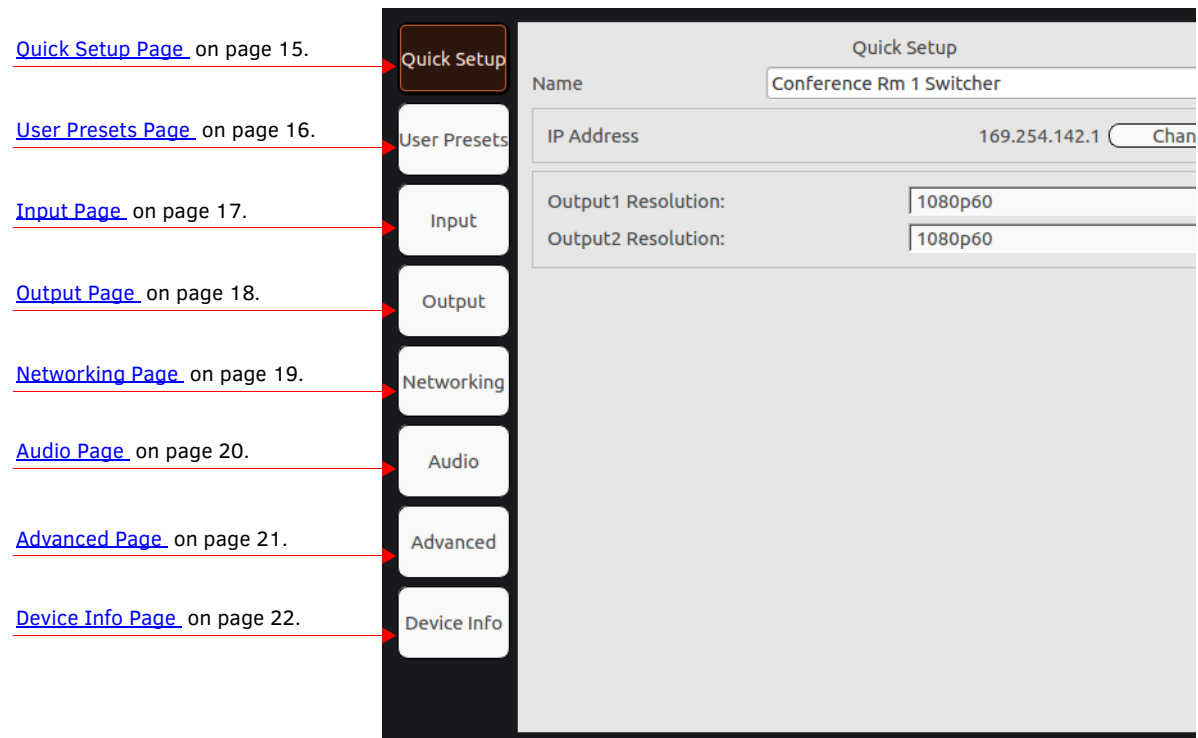 Quick Setup Page on page 15.
User Presets Page on page 16.
Input Page on page 17.
Output Page on page 18.
Networking Page on page 19.
Audio Page on page 20.
Advanced Page on page 21.
Device Info Page on page 22.
Quick Setup
User Presets
Input
Output
Networking
Audio
Advanced
Device Info
Quick Setup
Name Conference Rm 1 Switcher
IP Address 169.254.142.1 Chan
Output1 Resolution: 1080p60
Output2 Resolution: 1080p60